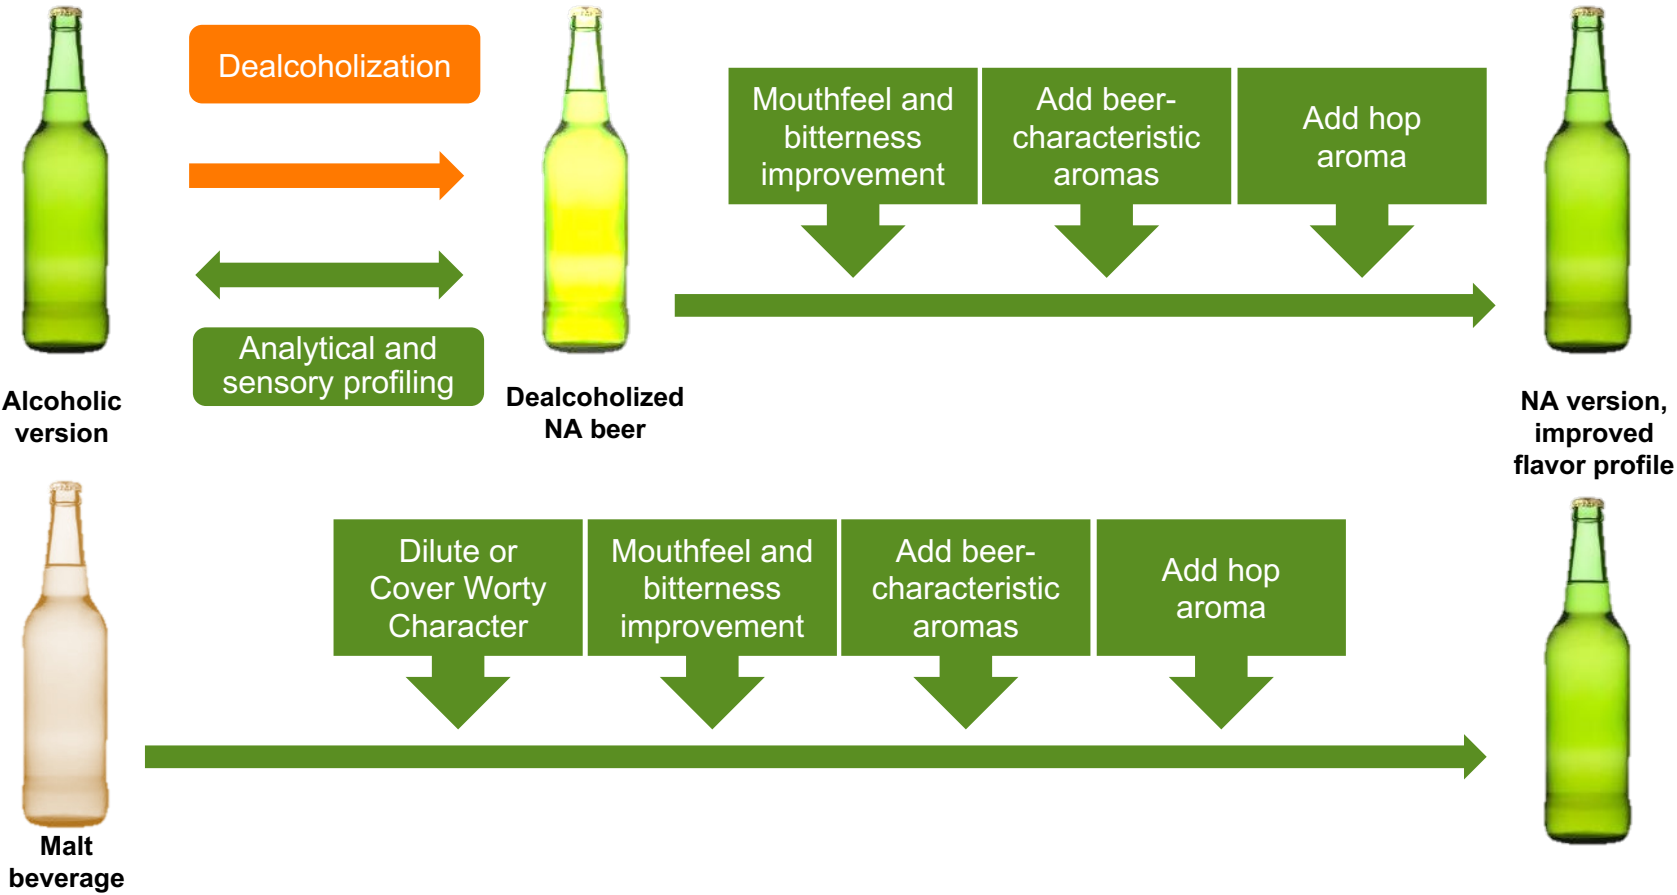 Dealcoholization
Mouthfeel and
bitterness
improvement
Add beer-
characteristic
aromas
Add hop
aroma
Analytical and
sensory profiling
Alcoholic
version
Dealcoholized
NA beer
NA version,
improved
flavor profile
Dilute or
Cover Worty
Character
Mouthfeel and
bitterness
improvement
Add beer-
characteristic
aromas
Add hop
aroma
Malt
beverage